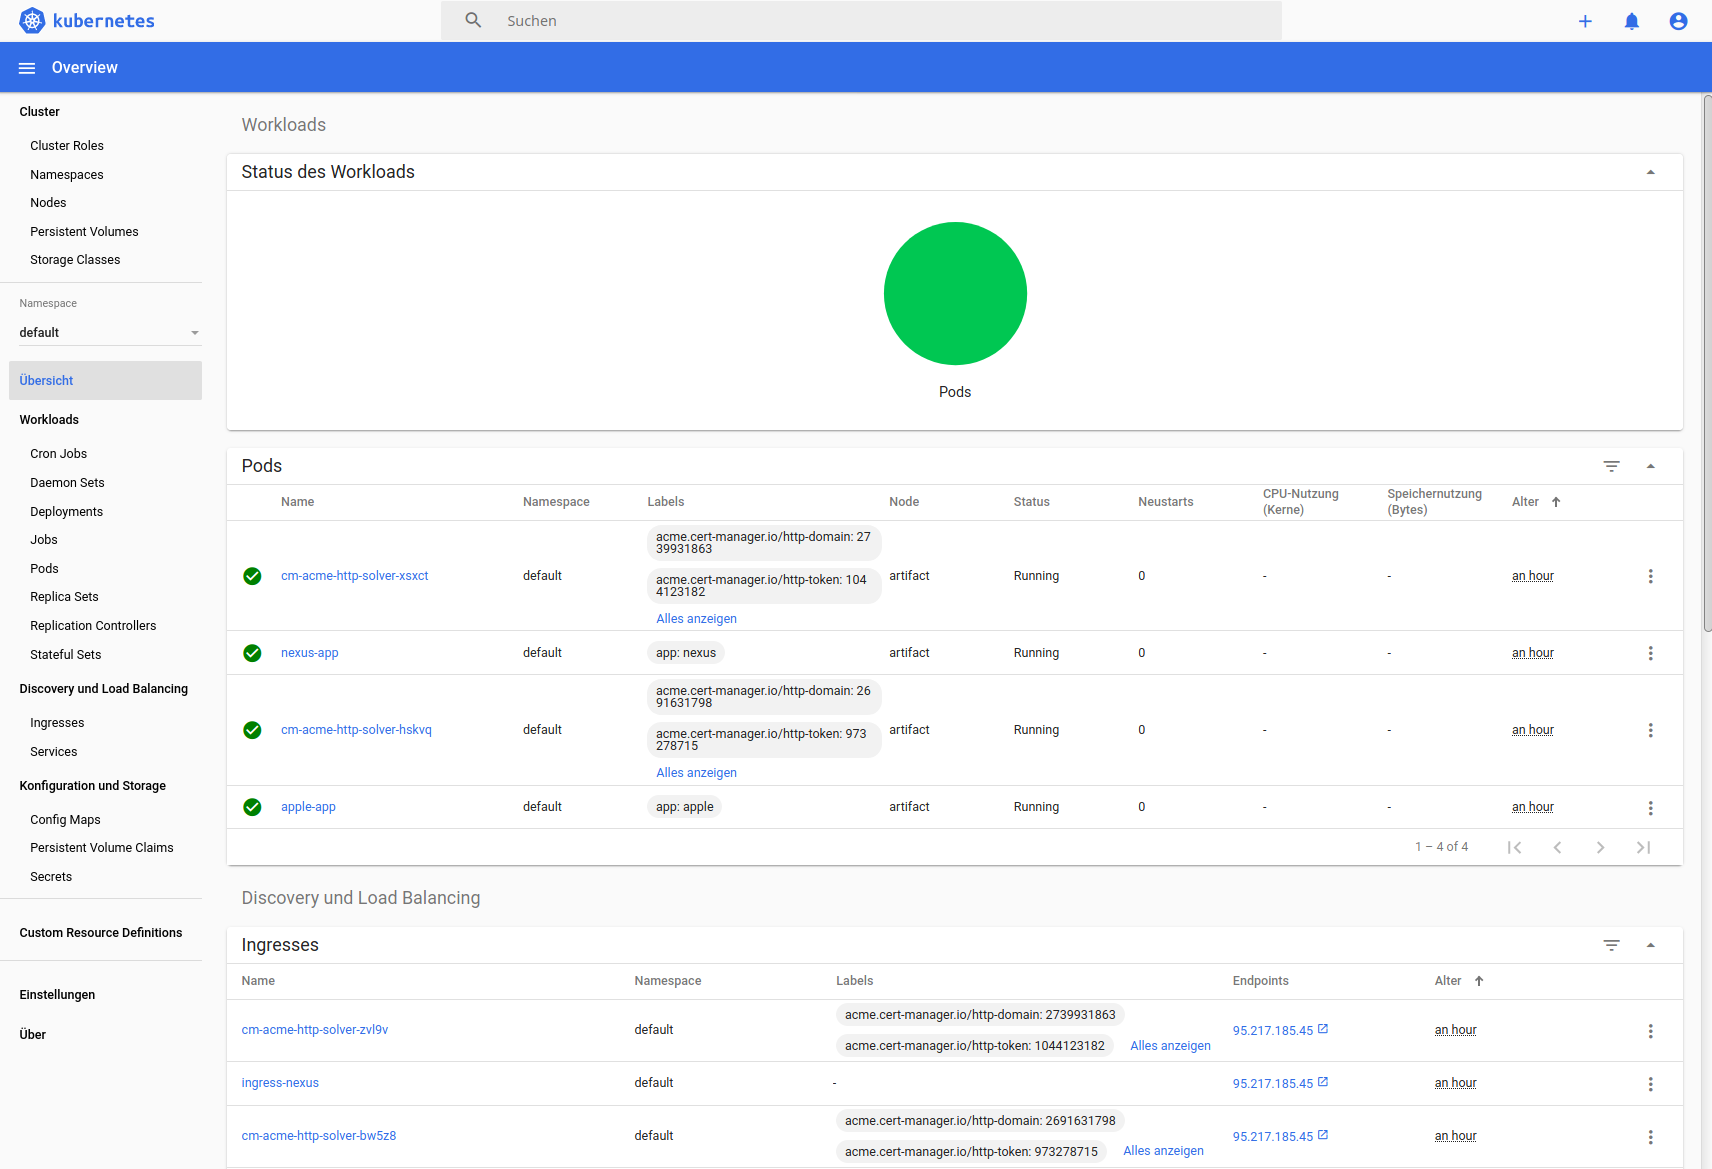 kubernetes
Suchen
Overview
Cluster
Cluster Roles
Namespaces
Nodes
Persistent Volumes
Storage Classes
Namespace
default
Übersicht
Workloads
Cron Jobs
Daemon Sets
Deployments
Jobs
Pods
Replica Sets
Replication Controllers
Stateful Sets
Discovery und Load Balancing
Ingresses
Services
Konfiguration und Storage
Config Maps
Persistent Volume Claims
Secrets
Custom Resource Definitions
Einstellungen
Über
Workloads
Status des Workloads
Pods
Pods
Name Namespace Labels Node Status Neustarts CPU-Nutzung (Kerne) Speichernutzung (Bytes) Alter
acme.cert-manager.io/http-domain: 27
39931863
cm-acme-http-solver-xsxct default artifact Running 0 - - an hour
acme.cert-manager.io/http-token: 104
4123182
Alles anzeigen
nexus-app default app: nexus artifact Running 0 - - an hour
acme.cert-manager.io/http-domain: 26
91631798
cm-acme-http-solver-hskvq default artifact Running 0 - - an hour
acme.cert-manager.io/http-token: 973
278715
Alles anzeigen
apple-app default app: apple artifact Running 0 - - an hour
1 – 4 of 4
Discovery und Load Balancing
Ingresses
Name Namespace Labels Endpoints Alter
acme.cert-manager.io/http-domain: 2739931863
cm-acme-http-solver-zvl9v default 95.217.185.45 an hour
acme.cert-manager.io/http-token: 1044123182 Alles anzeigen
ingress-nexus default - 95.217.185.45 an hour
acme.cert-manager.io/http-domain: 2691631798
cm-acme-http-solver-bw5z8 default 95.217.185.45 an hour
acme.cert-manager.io/http-token: 973278715 Alles anzeigen